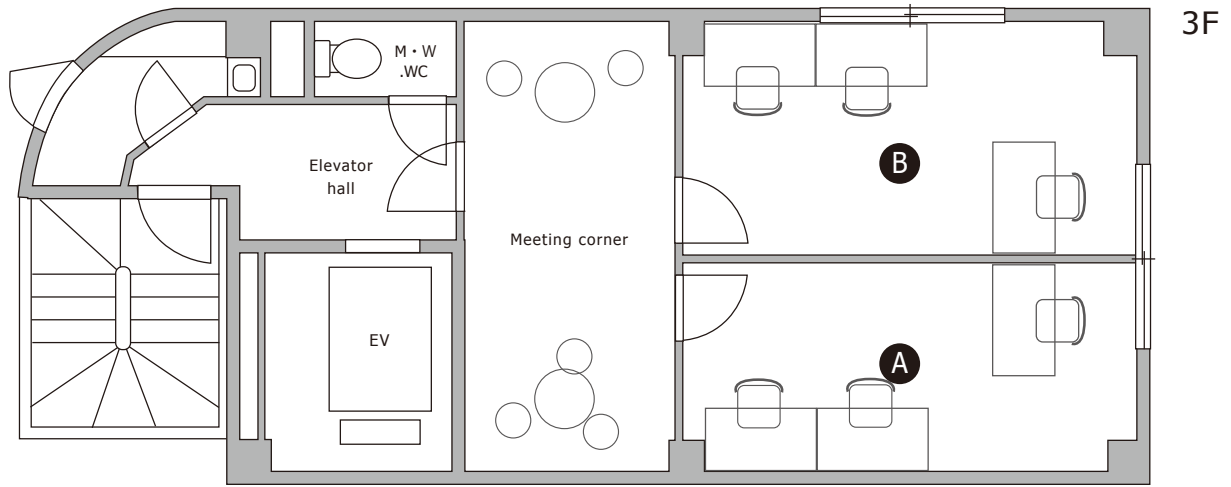 3F
M・W
.WC
Elevator
hall
B
Meeting corner
EV
A